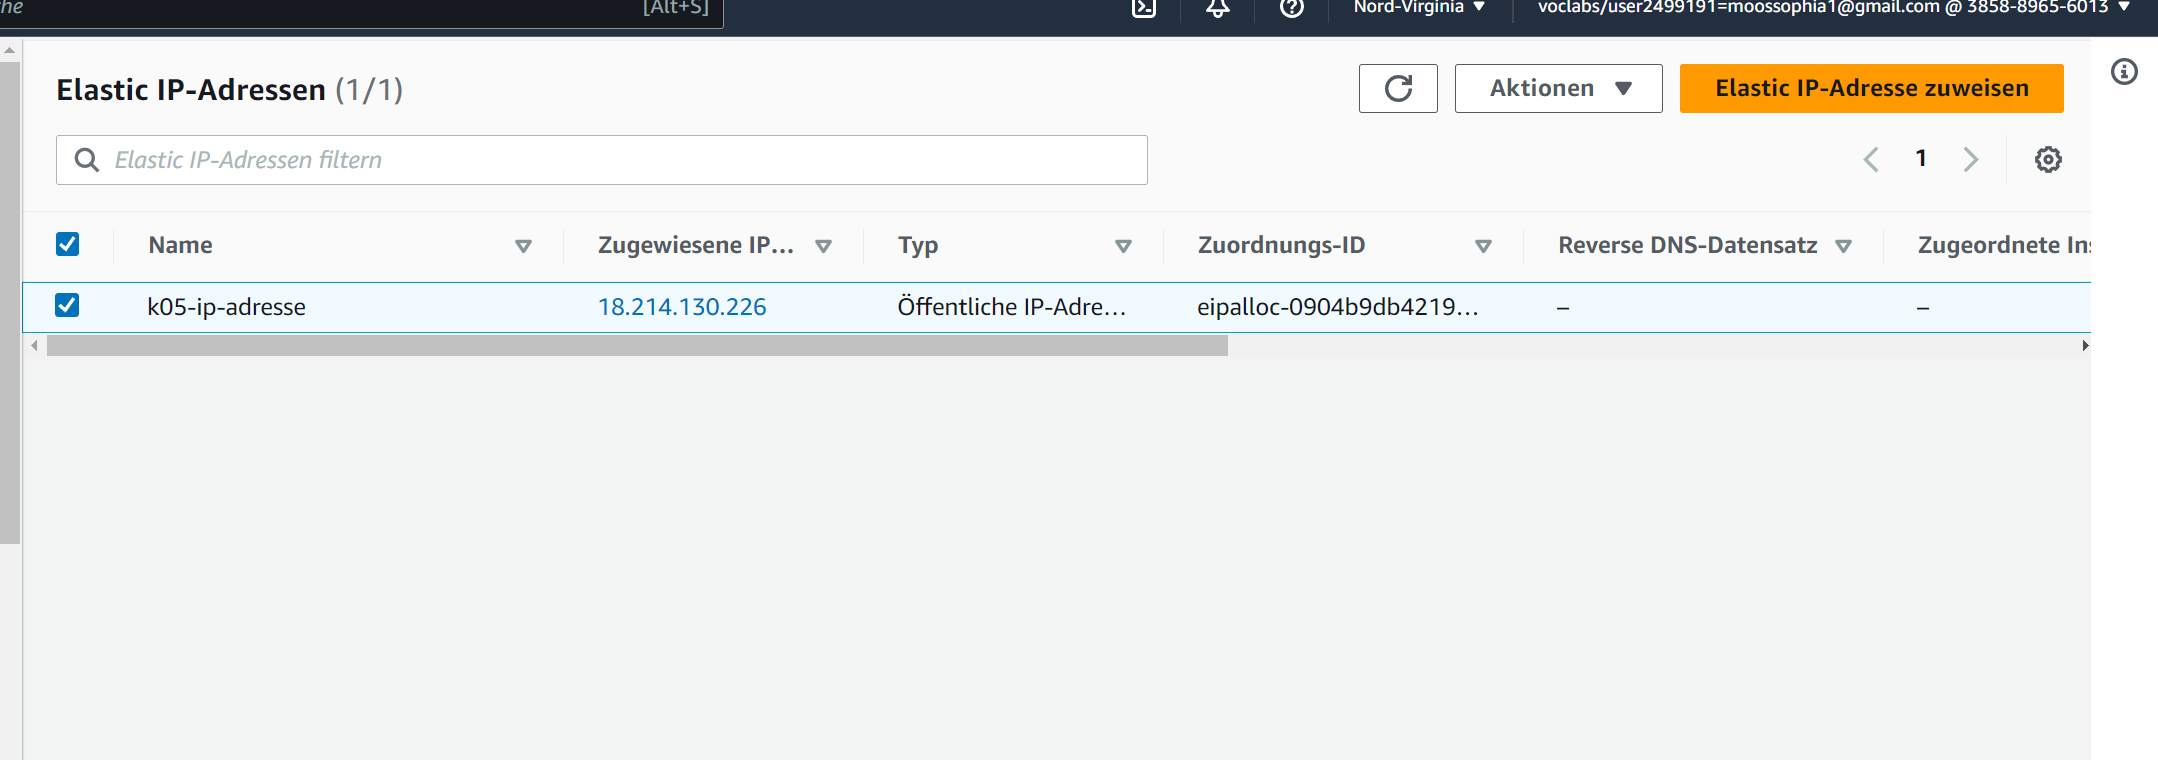 he [Alt+S] Nord-Virginia voclabs/user2499191=moossophia1@gmail.com @ 3858-8965-6013
Elastic IP-Adressen (1/1) Aktionen Elastic IP-Adresse zuweisen
Elastic IP-Adressen filtern 1
Name Zugewiesene IP... Typ Zuordnungs-ID Reverse DNS-Datensatz Zugeordnete Ins
k05-ip-adresse 18.214.130.226 Öffentliche IP-Adre... eipalloc-0904b9db4219... – –